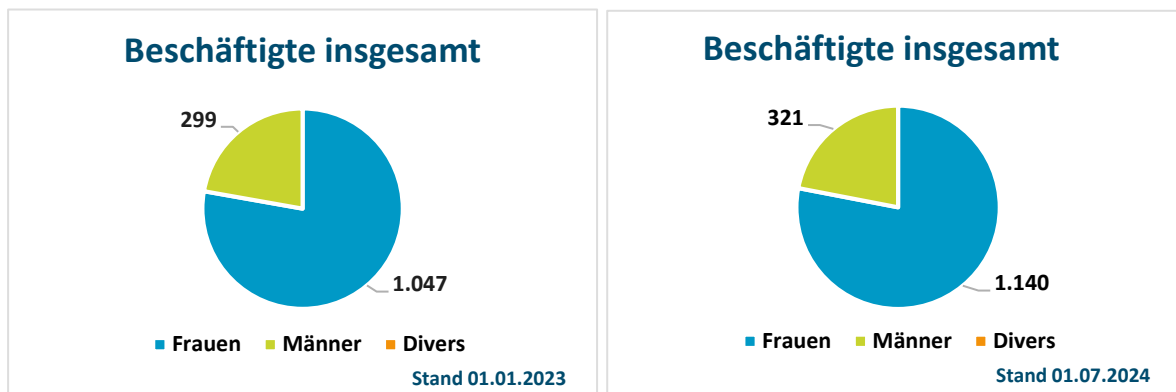 Beschäftigte insgesamt
299
1.047
Frauen Männer Divers
Stand 01.01.2023
Beschäftigte insgesamt
321
1.140
Frauen Männer Divers
Stand 01.07.2024